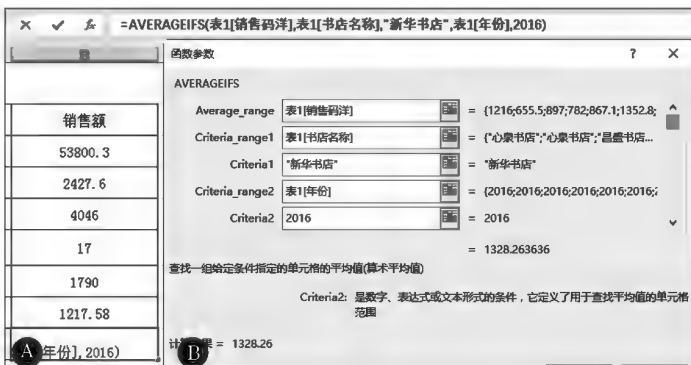 =AVERAGEIFS(表1[销售码洋],表1[书店名称],"新华书店",表1[年份],2016)
B
销售额
53800.3
2427.6
4046
17
1790
1217.58
年份],2016)
A
函数参数
? ×
AVERAGEIFS
Average_range 表1[销售码洋] = {1216;655.5;897;782;867.1;1352.8;
Criteria_range1 表1[书店名称] = {"心泉书店";"心泉书店";"昌盛书店...
Criteria1 "新华书店" = "新华书店"
Criteria_range2 表1[年份] = {2016;2016;2016;2016;2016;2016;2
Criteria2 2016 = 2016
= 1328.263636
查找一组给定条件指定的单元格的平均值(算术平均值)
Criteria2: 是数字、表达式或文本形式的条件，它定义了用于查找平均值的单元格
范围
计 果 = 1328.26
B